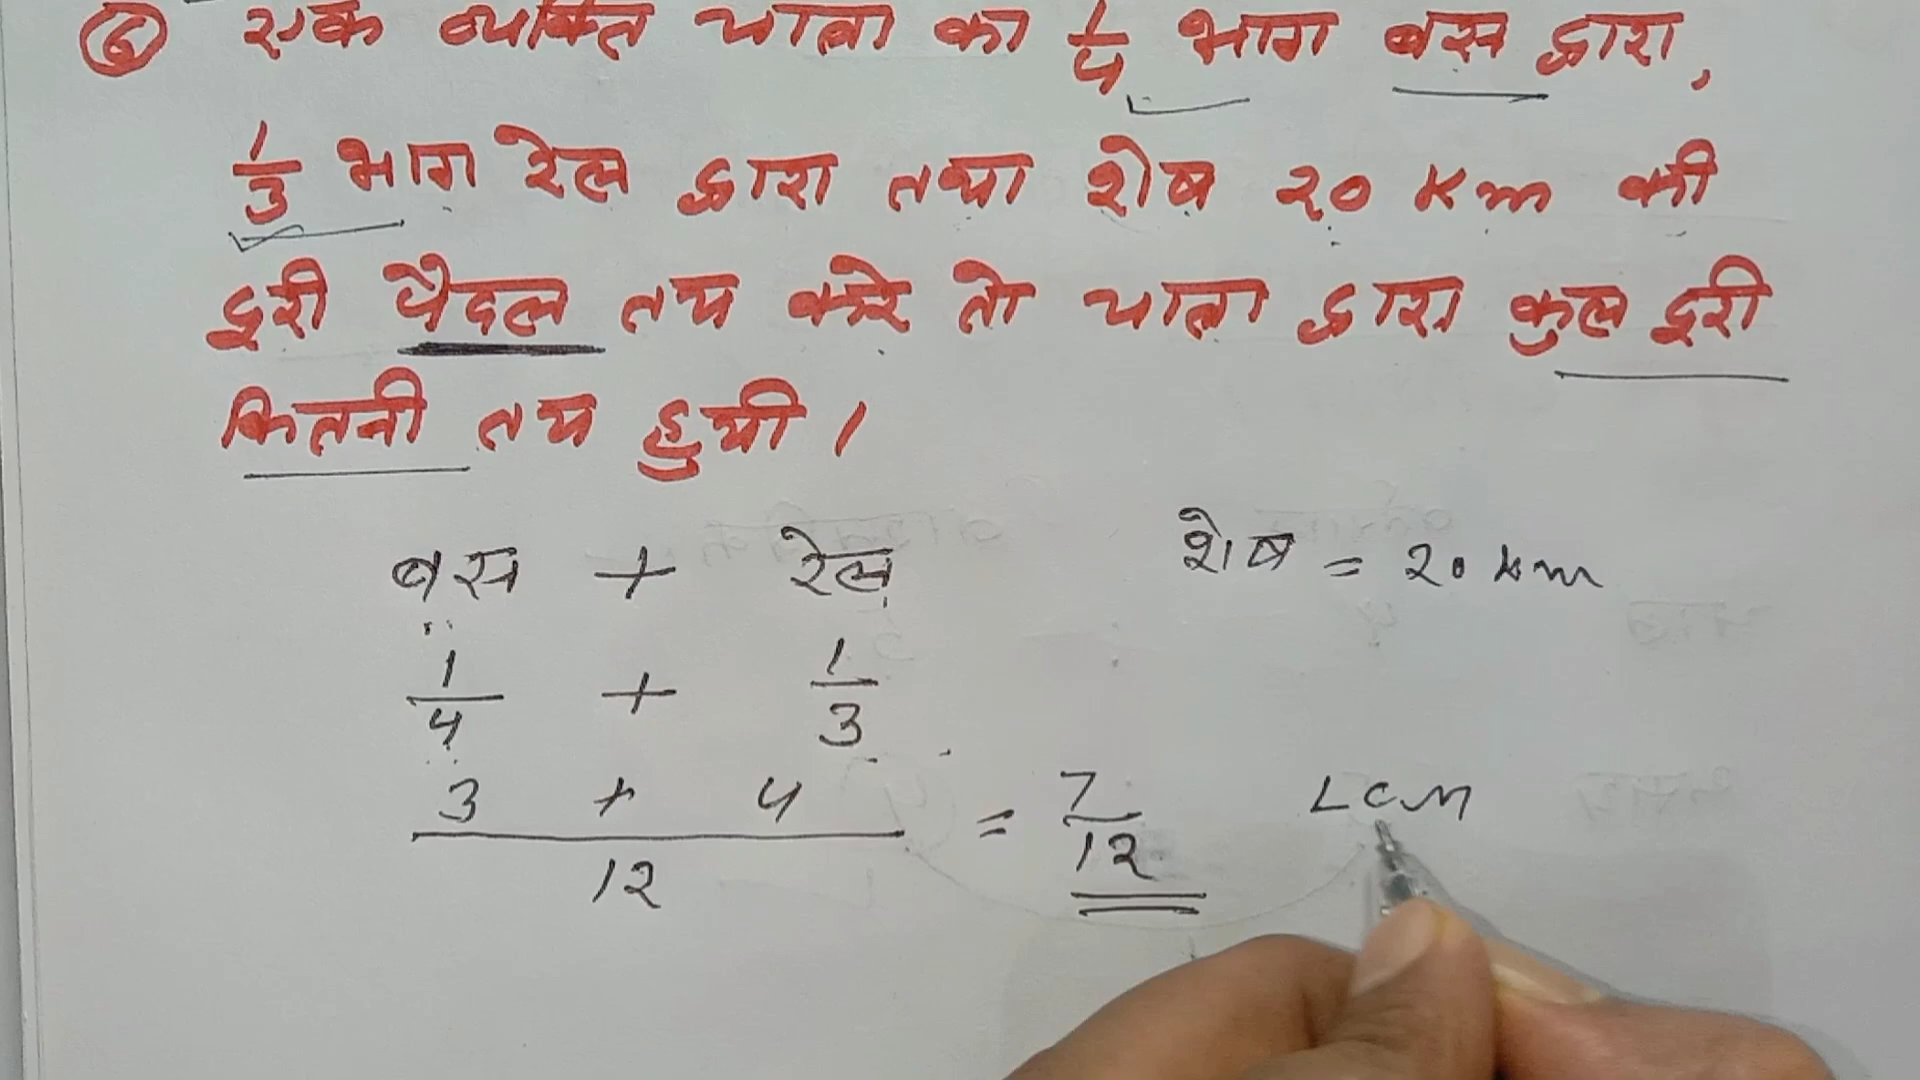 ⑥ एक व्यक्ति यात्रा का 1/4 भाग बस द्वारा,
1/3 भाग रेल द्वारा तथा शेष 20 Km की
दूरी पैदल तय करे तो यात्रा द्वारा कुल दूरी
कितनी तय हुयी।
बस + रेल शेष = 20 km
1/4 + 1/3
3 + 4 / 12 = 7/12 LCM